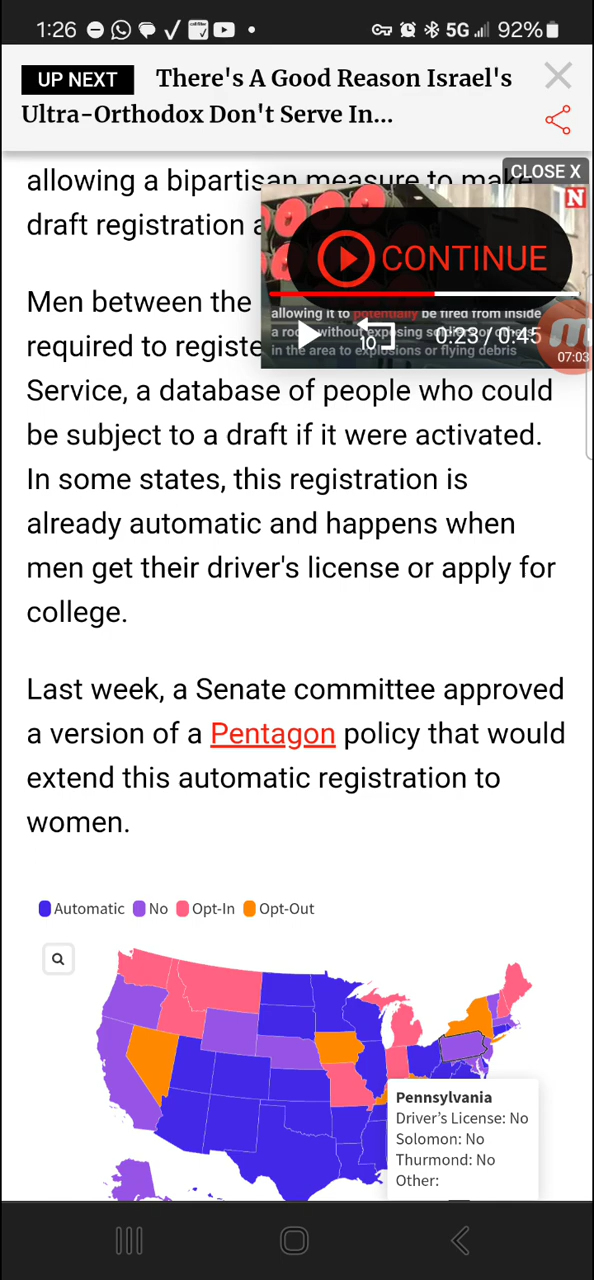 1:26
5G 92%
UP NEXT There's A Good Reason Israel's
Ultra-Orthodox Don't Serve In...
CLOSE X
allowing a bipartisan measure to make
draft registration
N
CONTINUE
allowing it to potentially be fired from inside
without exposing
in the area to explosions or flying debris
10
0:23 / 0:45
07:03
Men between the
required to registe
Service, a database of people who could
be subject to a draft if it were activated.
In some states, this registration is
already automatic and happens when
men get their driver's license or apply for
college.
Last week, a Senate committee approved
a version of a Pentagon policy that would
extend this automatic registration to
women.
Automatic No Opt-In Opt-Out
Pennsylvania
Driver's License: No
Solomon: No
Thurmond: No
Other: